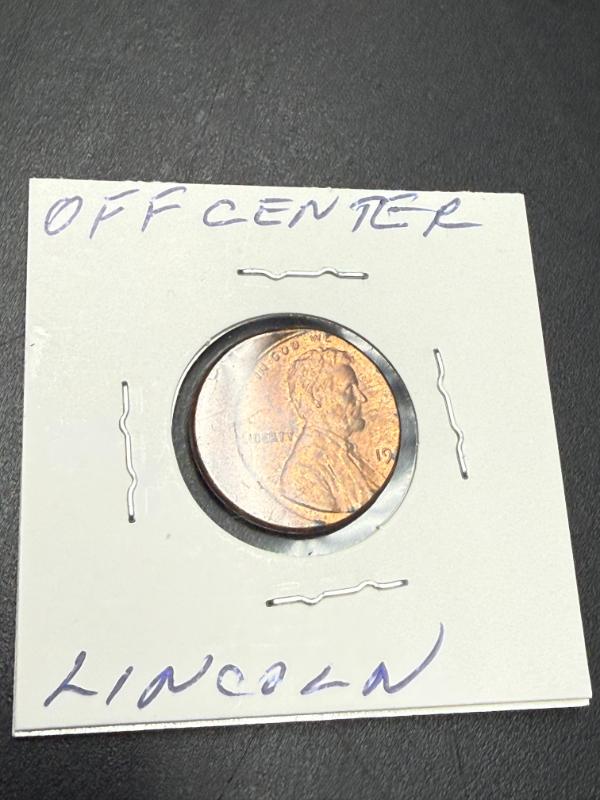 OFF CENTER
IN GOD WE
LIBERTY
19
LINCOLN